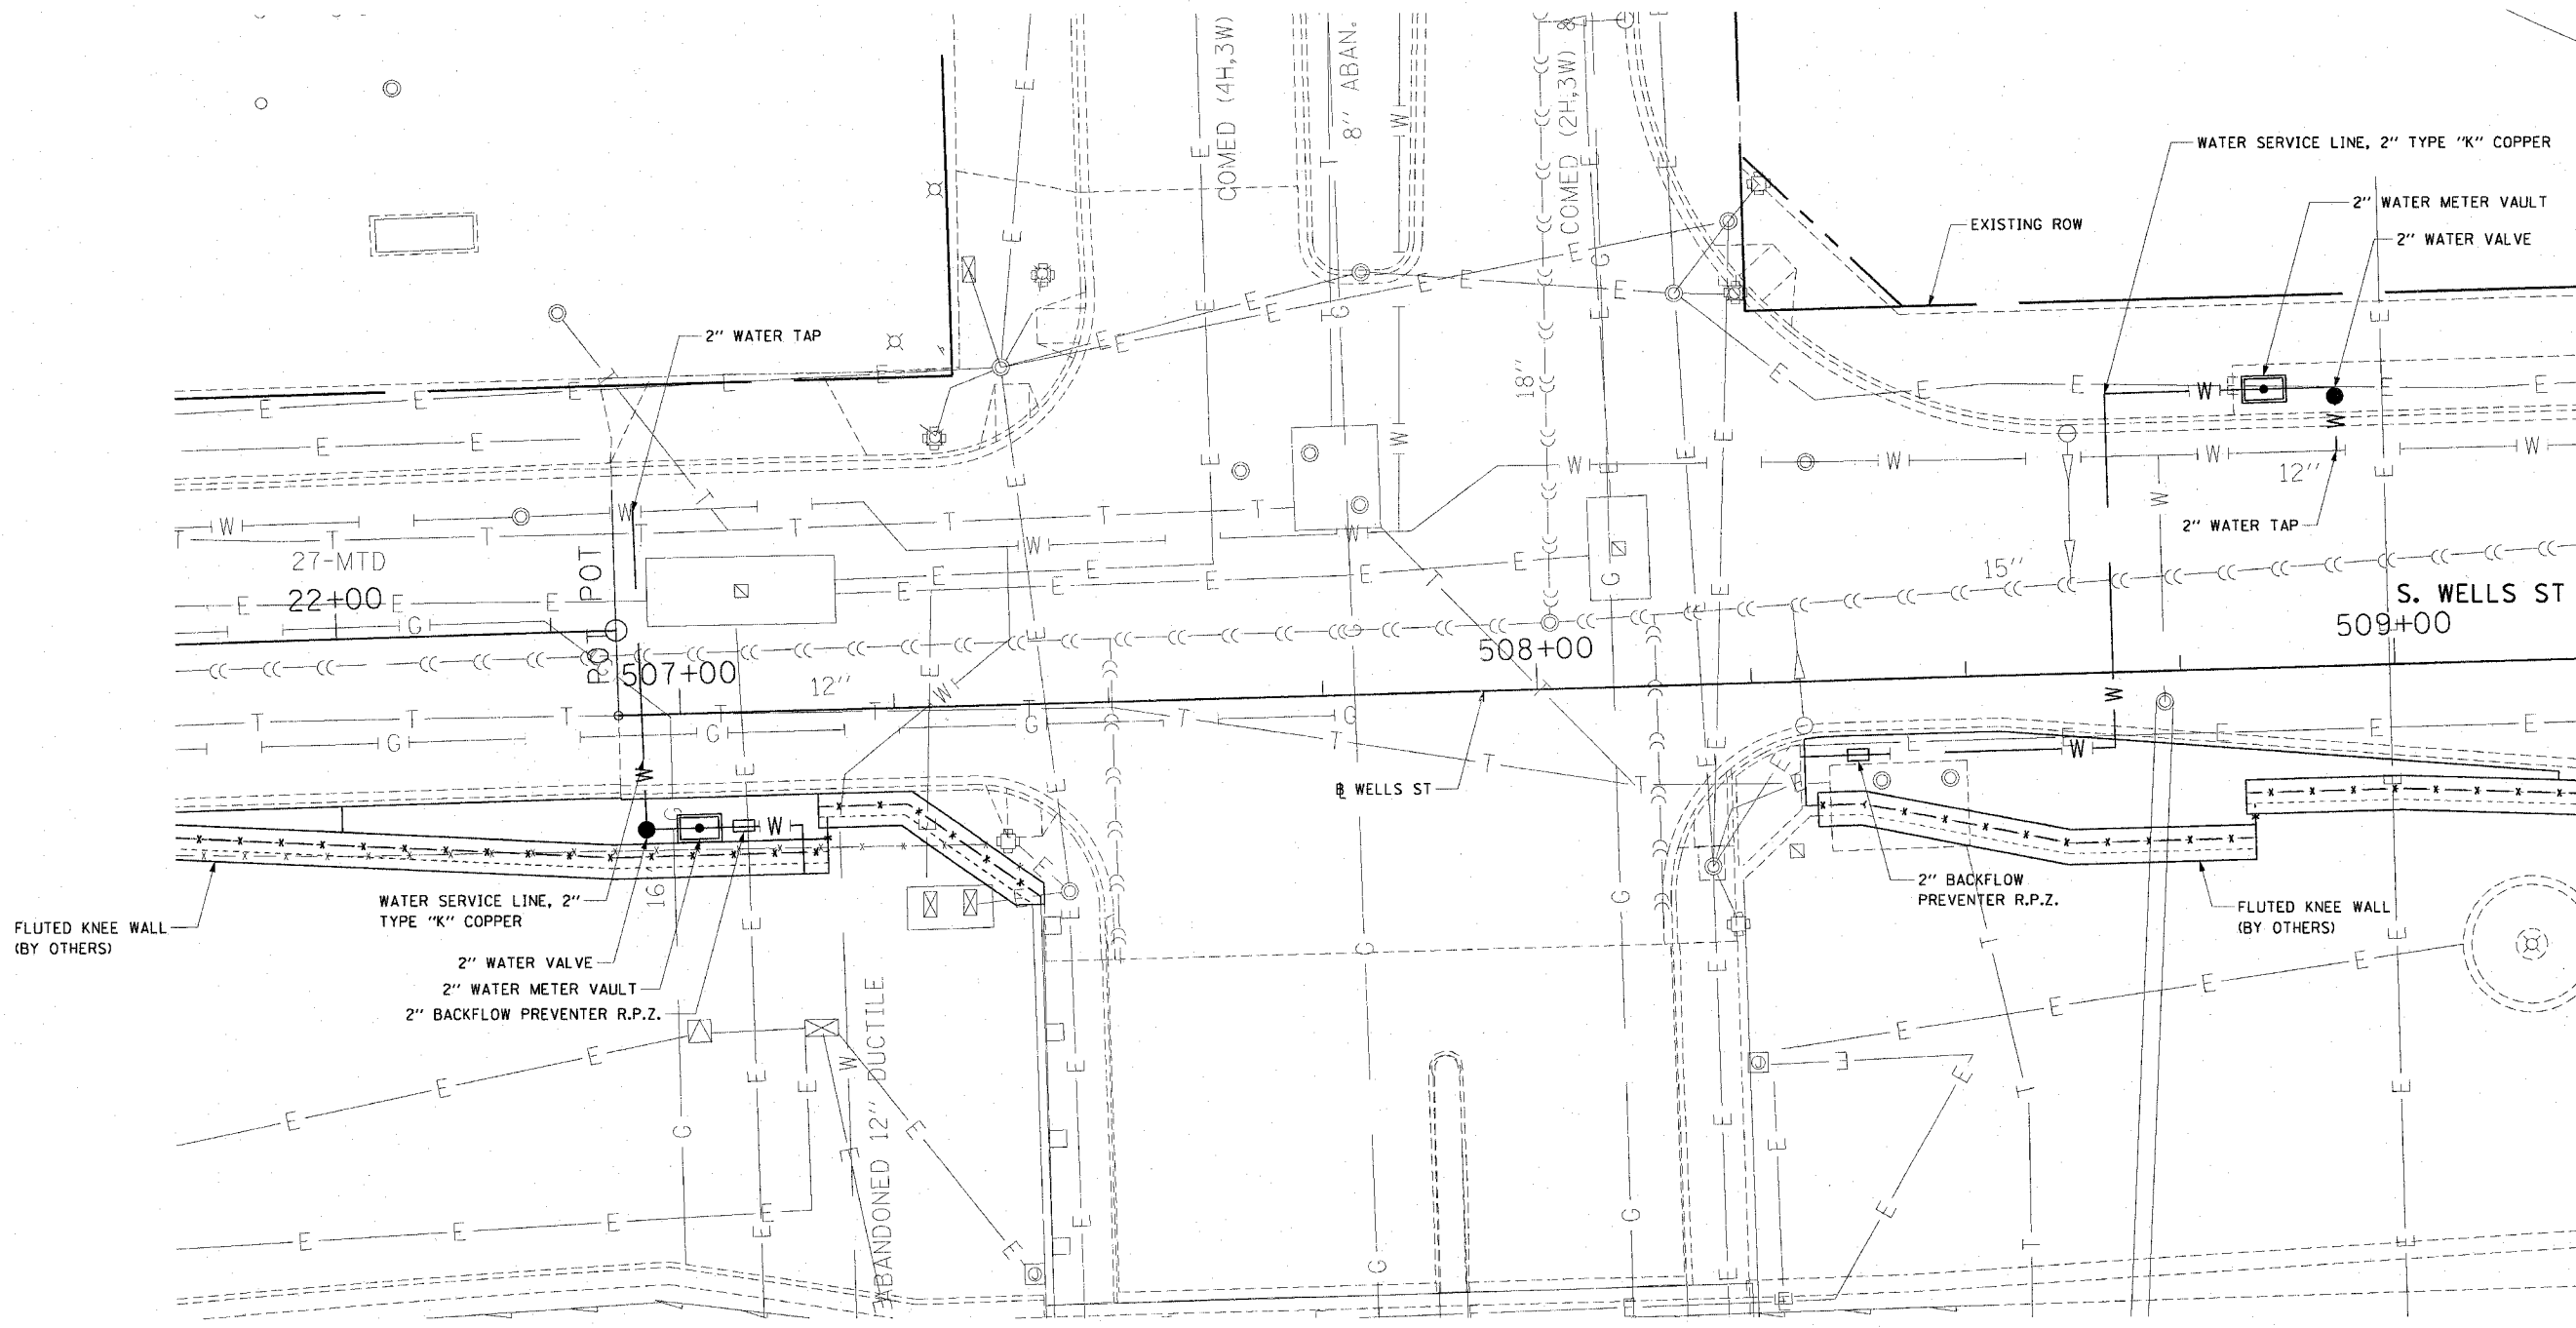 COMED (4H,3W)
8" ABAN.
COMED (2H,3W) &
WATER SERVICE LINE, 2" TYPE "K" COPPER
2" WATER METER VAULT
EXISTING ROW
2" WATER VALVE
2" WATER TAP
18"
12"
2" WATER TAP
27-MTD
22+00
POT
POT
15"
S. WELLS ST
509+00
508+00
507+00
12"
B WELLS ST
16"
WATER SERVICE LINE, 2"
TYPE "K" COPPER
FLUTED KNEE WALL
(BY OTHERS)
2" BACKFLOW
PREVENTER R.P.Z.
FLUTED KNEE WALL
(BY OTHERS)
2" WATER VALVE
2" WATER METER VAULT
2" BACKFLOW PREVENTER R.P.Z.
ABANDONED 12" DUCTILE